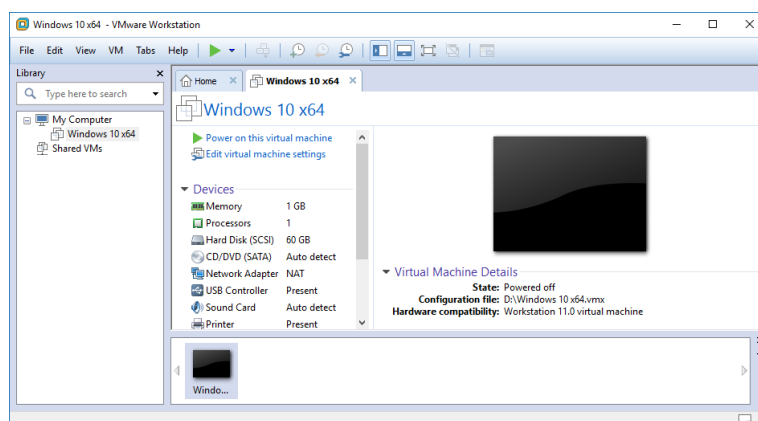 Windows 10 x64 - VMware Workstation
File Edit View VM Tabs Help
Library
Type here to search
My Computer
Windows 10 x64
Shared VMs
Home Windows 10 x64
Windows 10 x64
Power on this virtual machine
Edit virtual machine settings
Devices
Memory 1 GB
Processors 1
Hard Disk (SCSI) 60 GB
CD/DVD (SATA) Auto detect
Network Adapter NAT
USB Controller Present
Sound Card Auto detect
Printer Present
Virtual Machine Details
State: Powered off
Configuration file: D:\Windows 10 x64.vmx
Hardware compatibility: Workstation 11.0 virtual machine
Windo...